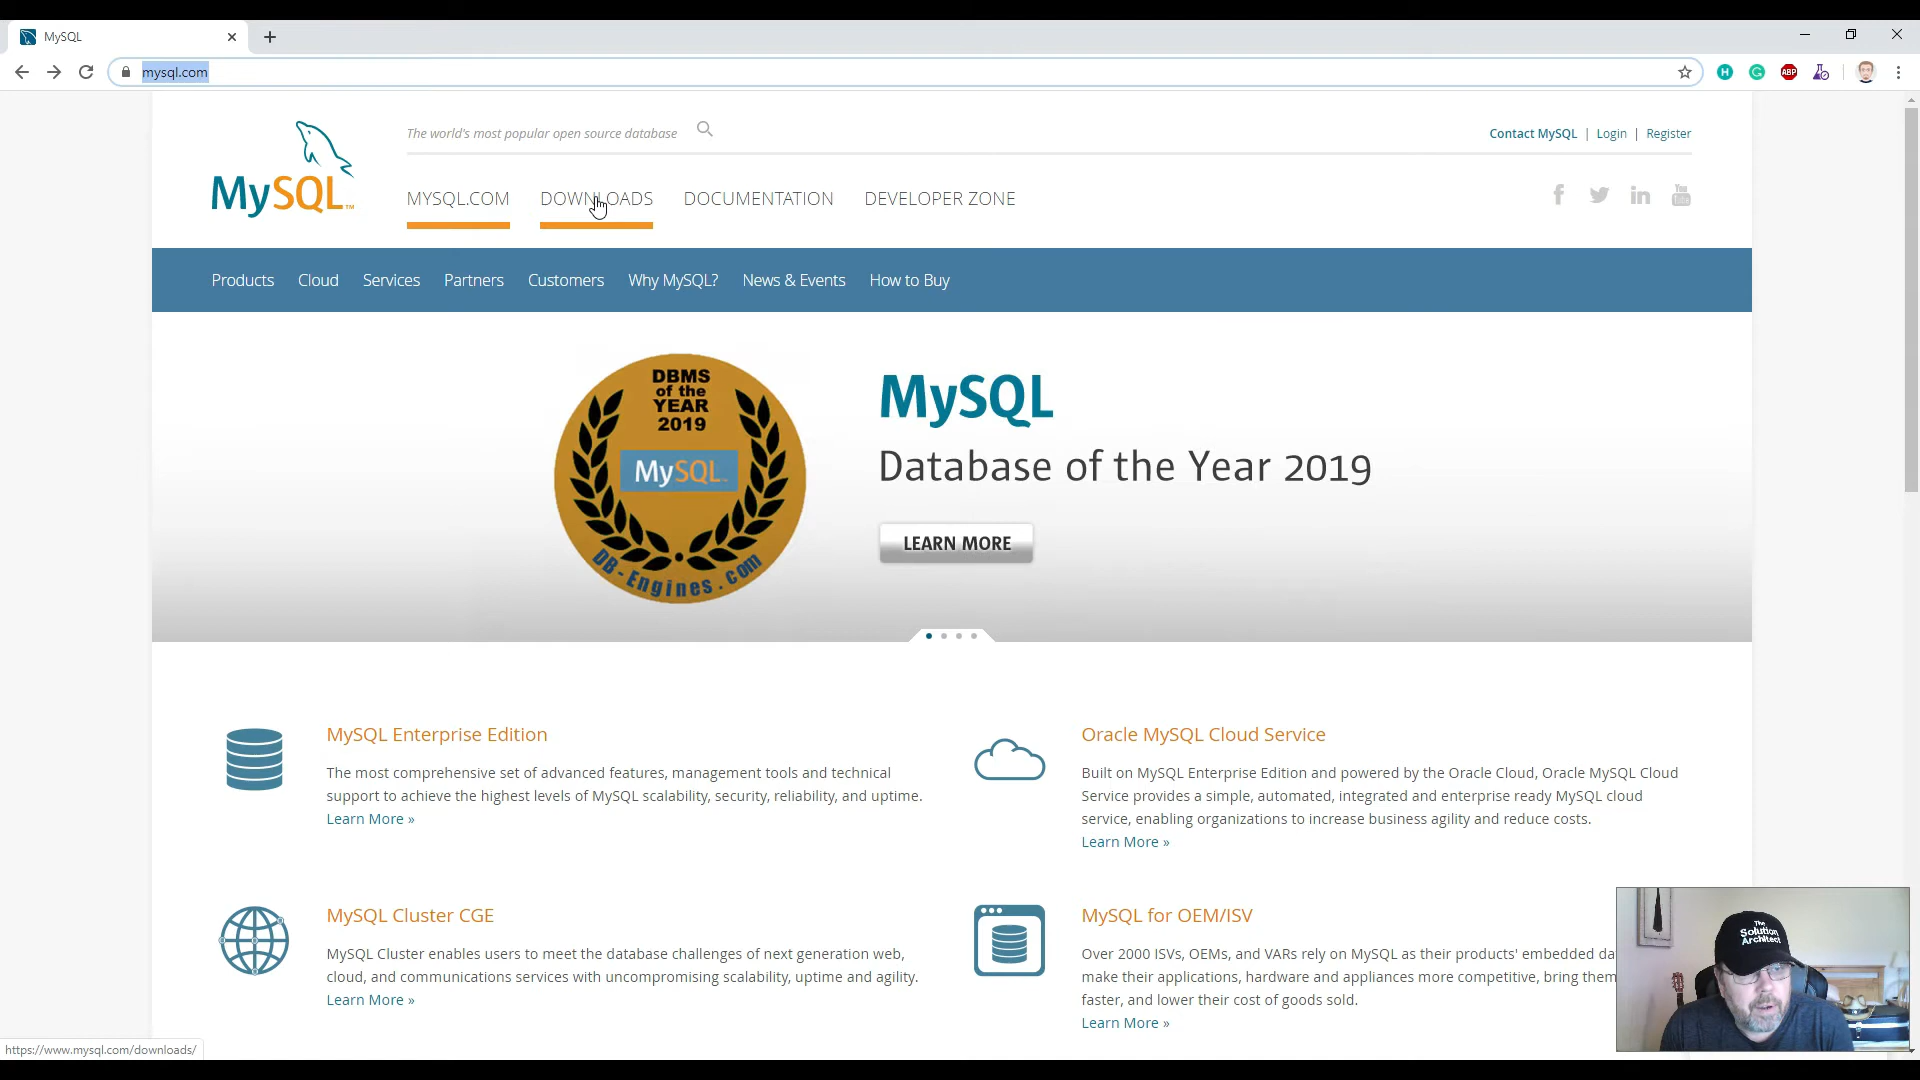 MySQL
mysql.com
ABP
The world's most popular open source database
Contact MySQL | Login | Register
MySQL™
MYSQL.COM DOWNLOADS DOCUMENTATION DEVELOPER ZONE
You
Tube
Products Cloud Services Partners Customers Why MySQL? News & Events How to Buy
DBMS
of the
YEAR
2019
MySQL™
DB-Engines.com
MySQL
Database of the Year 2019
LEARN MORE
MySQL Enterprise Edition
The most comprehensive set of advanced features, management tools and technical
support to achieve the highest levels of MySQL scalability, security, reliability, and uptime.
Learn More »
Oracle MySQL Cloud Service
Built on MySQL Enterprise Edition and powered by the Oracle Cloud, Oracle MySQL Cloud
Service provides a simple, automated, integrated and enterprise ready MySQL cloud
service, enabling organizations to increase business agility and reduce costs.
Learn More »
MySQL Cluster CGE
MySQL Cluster enables users to meet the database challenges of next generation web,
cloud, and communications services with uncompromising scalability, uptime and agility.
Learn More »
MySQL for OEM/ISV
Over 2000 ISVs, OEMs, and VARs rely on MySQL as their products' embedded da
make their applications, hardware and appliances more competitive, bring them
faster, and lower their cost of goods sold.
Learn More »
The
Solution
Architect
https://www.mysql.com/downloads/